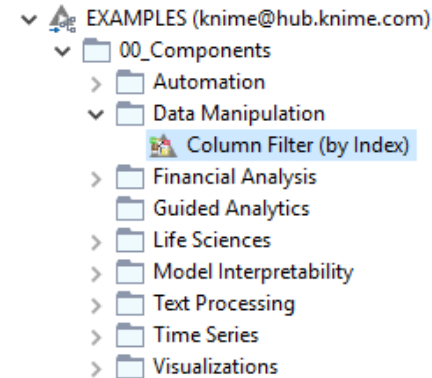 EXAMPLES (knime@hub.knime.com)
00_Components
Automation
Data Manipulation
Column Filter (by Index)
Financial Analysis
Guided Analytics
Life Sciences
Model Interpretability
Text Processing
Time Series
Visualizations